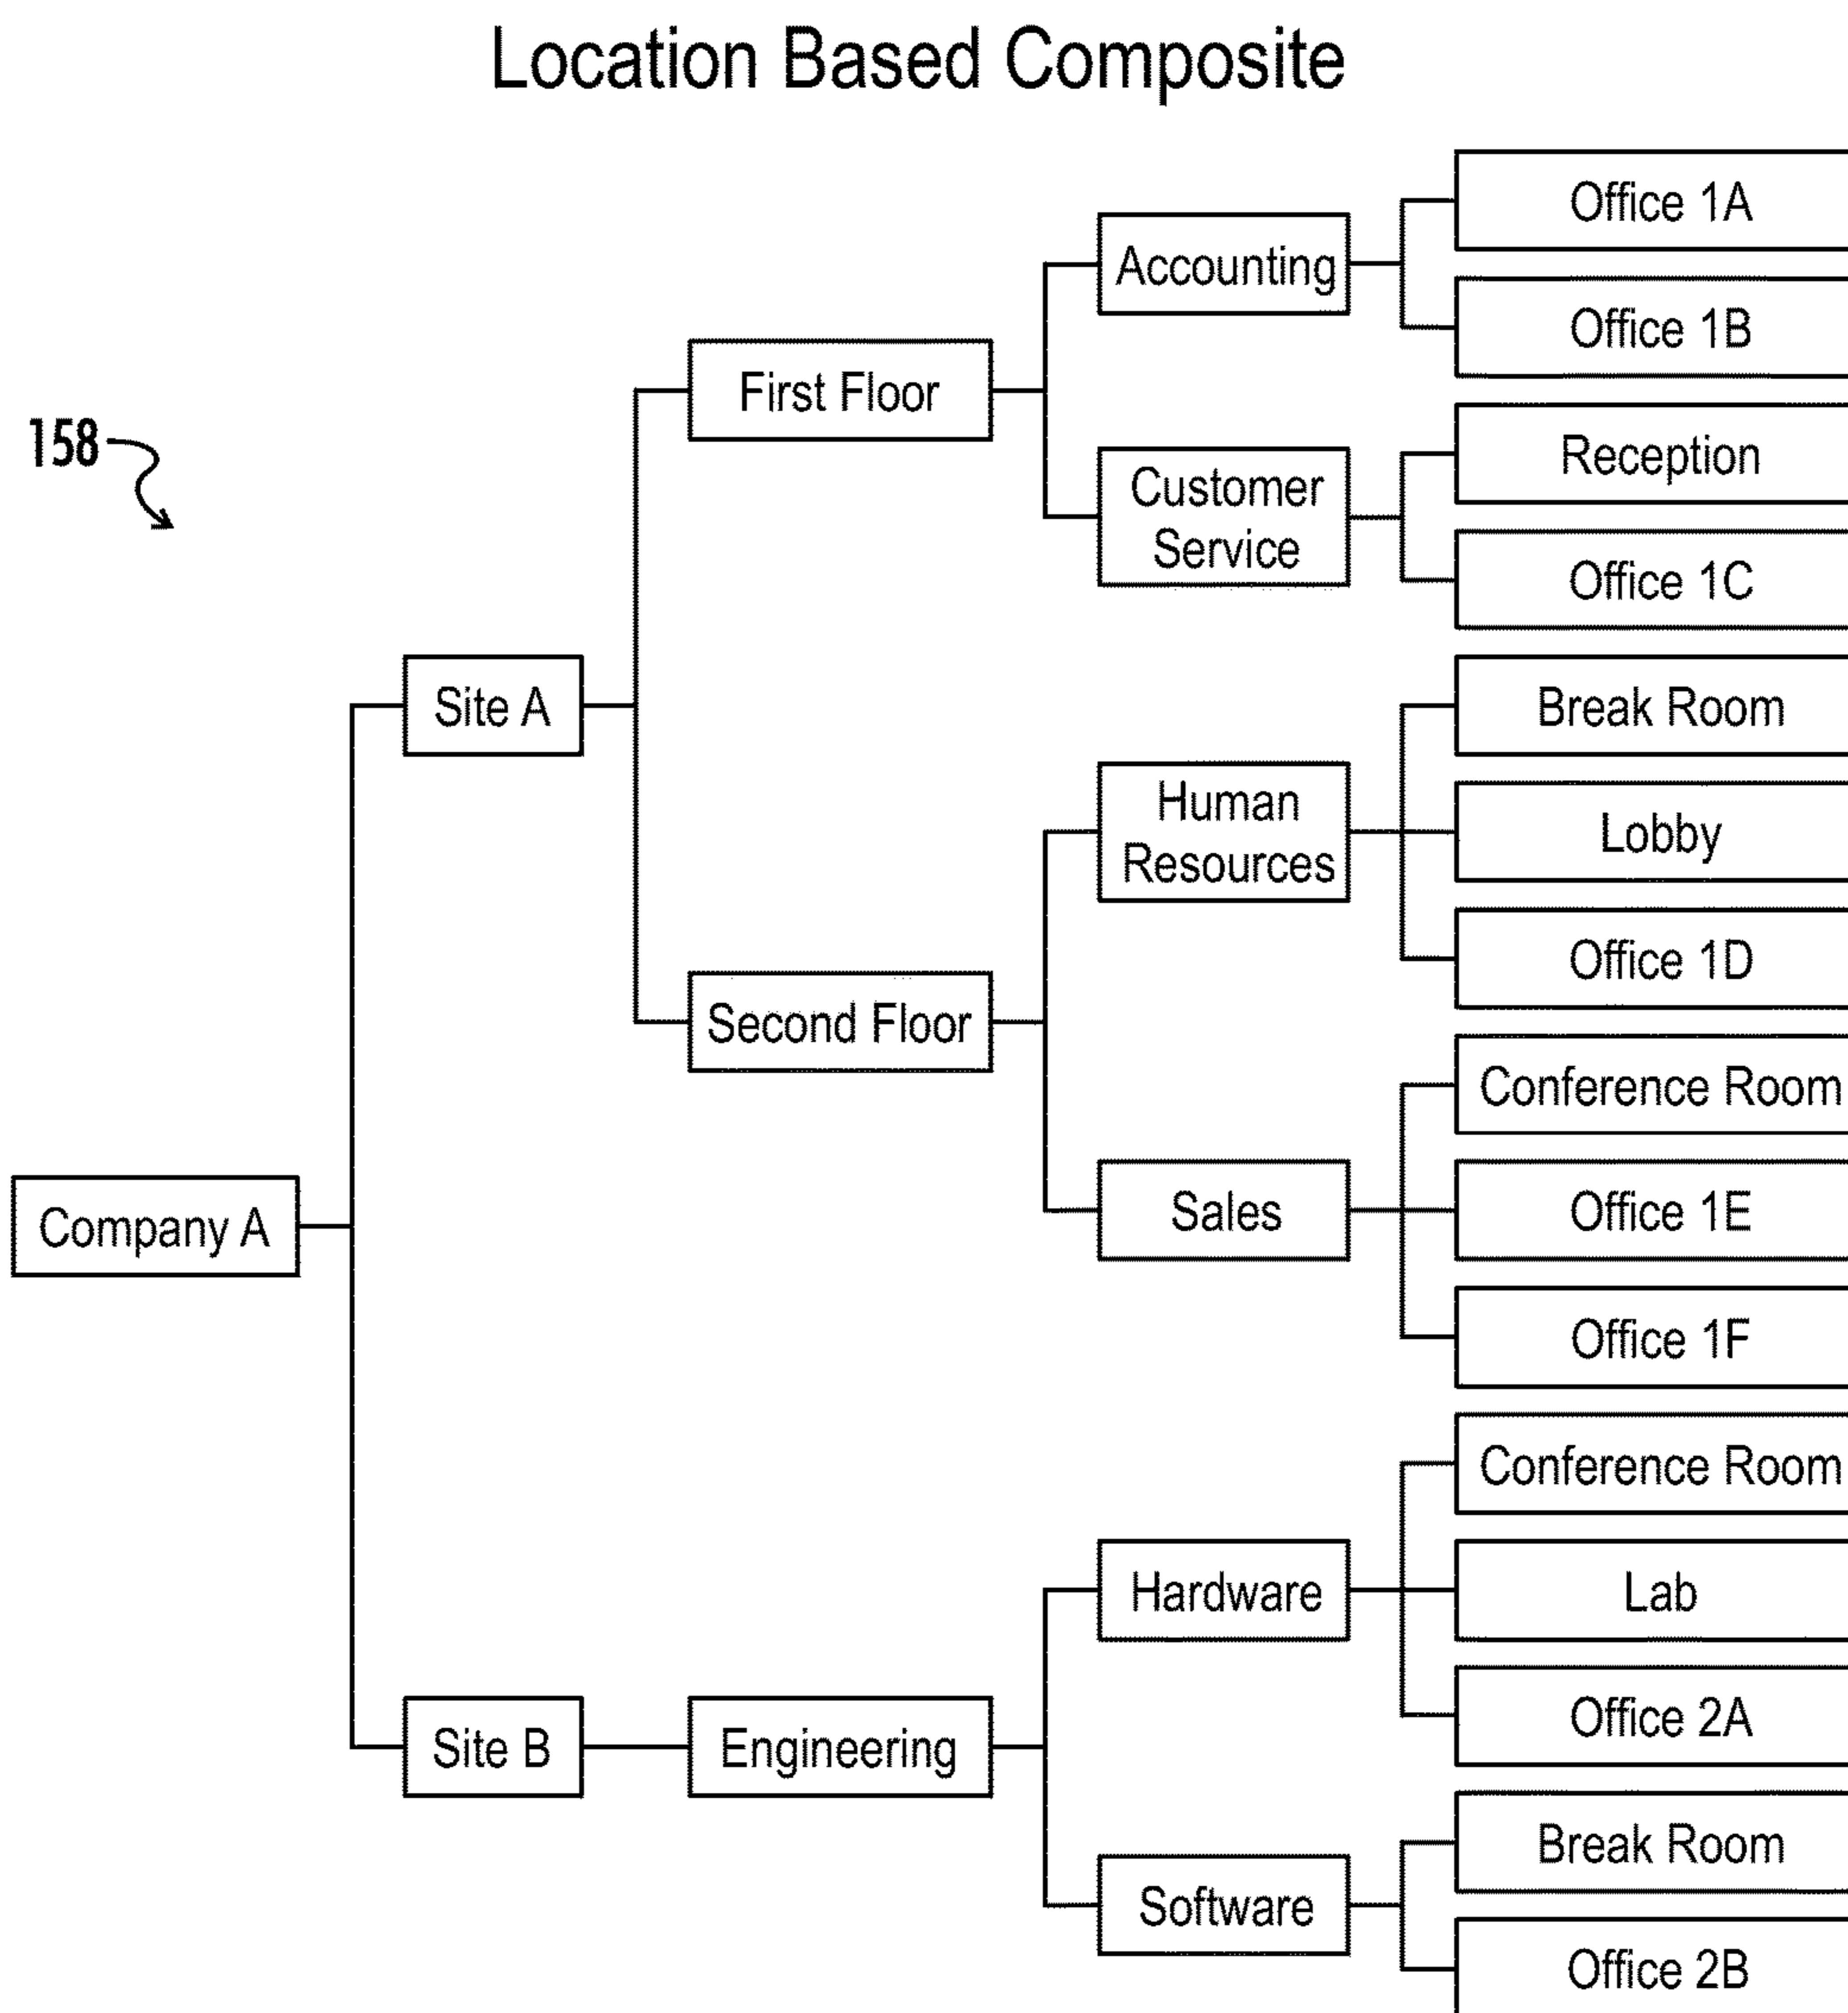 Location Based Composite
158
Company A
Site A
Site B
First Floor
Second Floor
Engineering
Accounting
Customer
Service
Human
Resources
Sales
Hardware
Software
Office 1A
Office 1B
Reception
Office 1C
Break Room
Lobby
Office 1D
Conference Room
Office 1E
Office 1F
Conference Room
Lab
Office 2A
Break Room
Office 2B